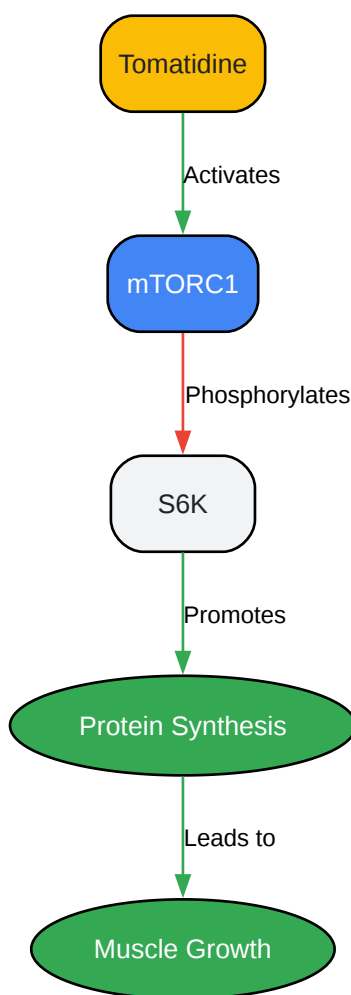 Tomatidine
Activates
mTORC1
Phosphorylates
S6K
Promotes
Protein Synthesis
Leads to
Muscle Growth